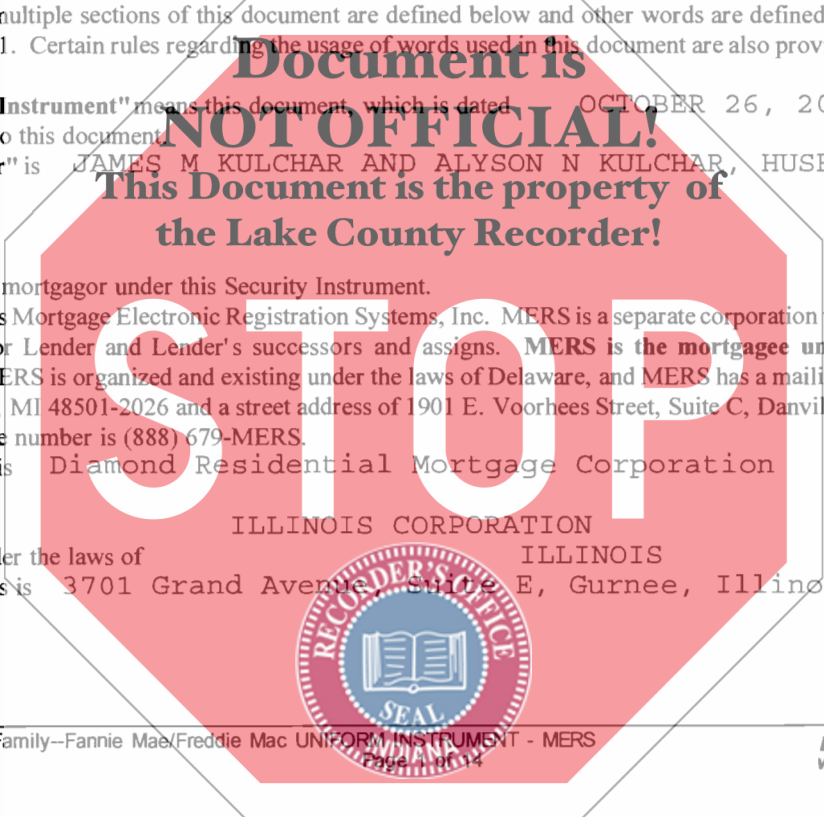 multiple sections of this document are defined below and other words are defined
1. Certain rules regarding the usage of words used in this document are also prov
Document is
Instrument" means this document, which is dated OCTOBER 26, 20
NOT OFFICIAL!
o this document.
r" is JAMES M KULCHAR AND ALYSON N KULCHAR, HUSB
This Document is the property of
the Lake County Recorder!
mortgagor under this Security Instrument.
s Mortgage Electronic Registration Systems, Inc. MERS is a separate corporation
STOP
r Lender and Lender's successors and assigns. MERS is the mortgagee un
ERS is organized and existing under the laws of Delaware, and MERS has a maili
, MI 48501-2026 and a street address of 1901 E. Voorhees Street, Suite C, Danvil
e number is (888) 679-MERS.
is Diamond Residential Mortgage Corporation
ILLINOIS CORPORATION
er the laws of ILLINOIS
s is 3701 Grand Avenue, Suite E, Gurnee, Illino
RECORDER'S OFFICE
SEAL
INDIANA
Family--Fannie Mae/Freddie Mac UNIFORM INSTRUMENT - MERS
Page 1 of 14